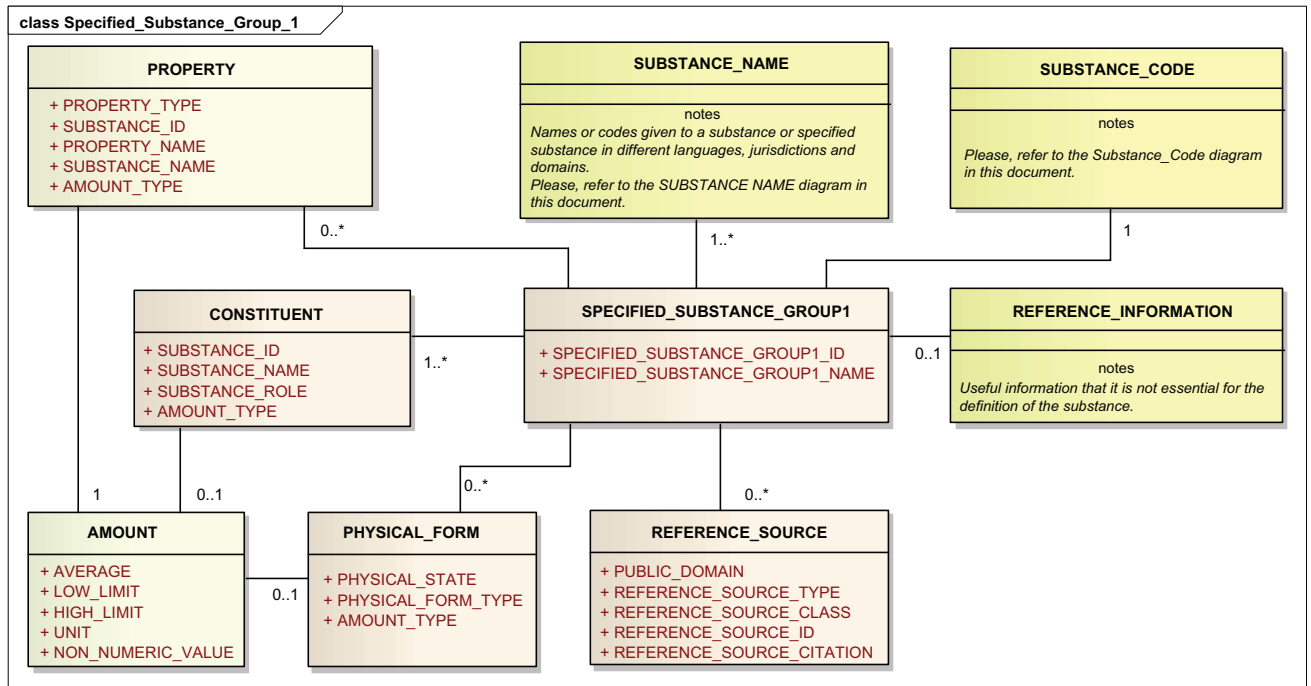 class Specified_Substance_Group_1
PROPERTY
+ PROPERTY_TYPE
+ SUBSTANCE_ID
+ PROPERTY_NAME
+ SUBSTANCE_NAME
+ AMOUNT_TYPE
SUBSTANCE_NAME
notes
Names or codes given to a substance or specified
substance in different languages, jurisdictions and
domains.
Please, refer to the SUBSTANCE NAME diagram in
this document.
SUBSTANCE_CODE
notes
Please, refer to the Substance_Code diagram
in this document.
0..*
1..*
1
CONSTITUENT
+ SUBSTANCE_ID
+ SUBSTANCE_NAME
+ SUBSTANCE_ROLE
+ AMOUNT_TYPE
1..*
SPECIFIED_SUBSTANCE_GROUP1
+ SPECIFIED_SUBSTANCE_GROUP1_ID
+ SPECIFIED_SUBSTANCE_GROUP1_NAME
0..1
REFERENCE_INFORMATION
notes
Useful information that it is not essential for the
definition of the substance.
1
0..1
0..*
0..*
AMOUNT
+ AVERAGE
+ LOW_LIMIT
+ HIGH_LIMIT
+ UNIT
+ NON_NUMERIC_VALUE
0..1
PHYSICAL_FORM
+ PHYSICAL_STATE
+ PHYSICAL_FORM_TYPE
+ AMOUNT_TYPE
REFERENCE_SOURCE
+ PUBLIC_DOMAIN
+ REFERENCE_SOURCE_TYPE
+ REFERENCE_SOURCE_CLASS
+ REFERENCE_SOURCE_ID
+ REFERENCE_SOURCE_CITATION